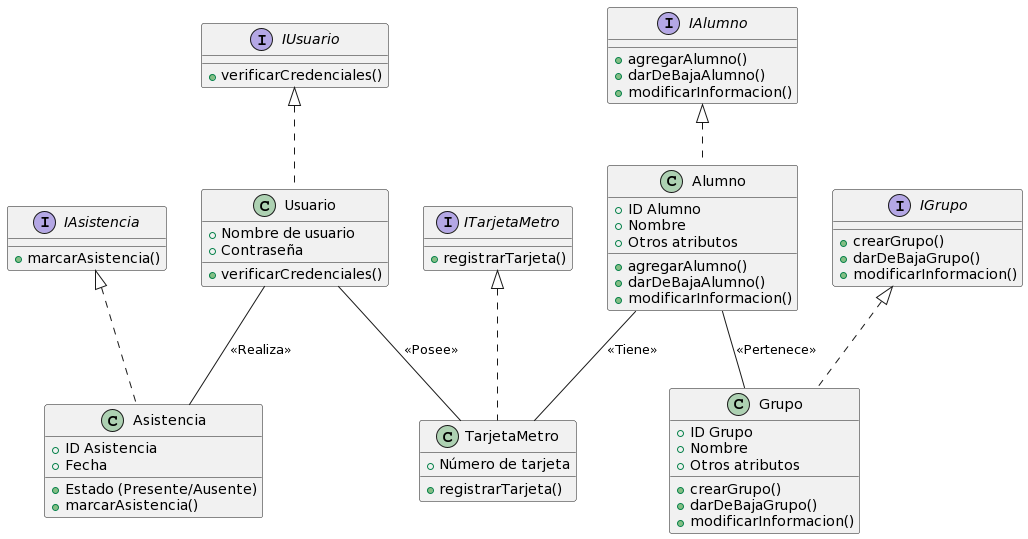 I IUsuario
+ verificarCredenciales()
I IAlumno
agregarAlumno()
darDeBajaAlumno()
modificarInformacion()
I IAsistencia
marcarAsistencia()
C Usuario
Nombre de usuario
Contraseña
verificarCredenciales()
I ITarjetaMetro
registrarTarjeta()
C Alumno
ID Alumno
Nombre
Otros atributos
agregarAlumno()
darDeBajaAlumno()
modificarInformacion()
I IGrupo
crearGrupo()
darDeBajaGrupo()
modificarInformacion()
«Realiza»
«Posee»
«Tiene»
«Pertenece»
C Asistencia
ID Asistencia
Fecha
Estado (Presente/Ausente)
marcarAsistencia()
C TarjetaMetro
Número de tarjeta
registrarTarjeta()
C Grupo
ID Grupo
Nombre
Otros atributos
crearGrupo()
darDeBajaGrupo()
modificarInformacion()